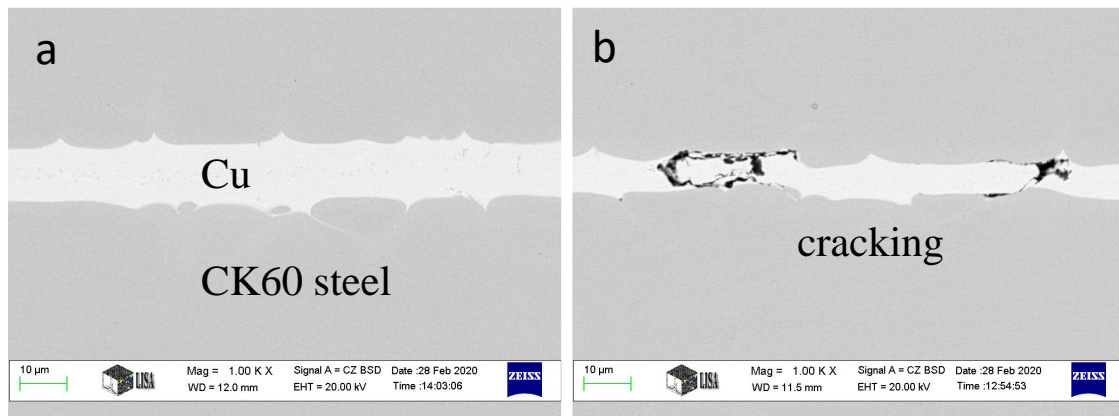 a
Cu
CK60 steel
10 µm
LISA
Mag = 1.00 K X
WD = 12.0 mm
Signal A = CZ BSD
EHT = 20.00 kV
Date :28 Feb 2020
Time :14:03:06
ZEISS
b
cracking
10 µm
LISA
Mag = 1.00 K X
WD = 11.5 mm
Signal A = CZ BSD
EHT = 20.00 kV
Date :28 Feb 2020
Time :12:54:53
ZEISS